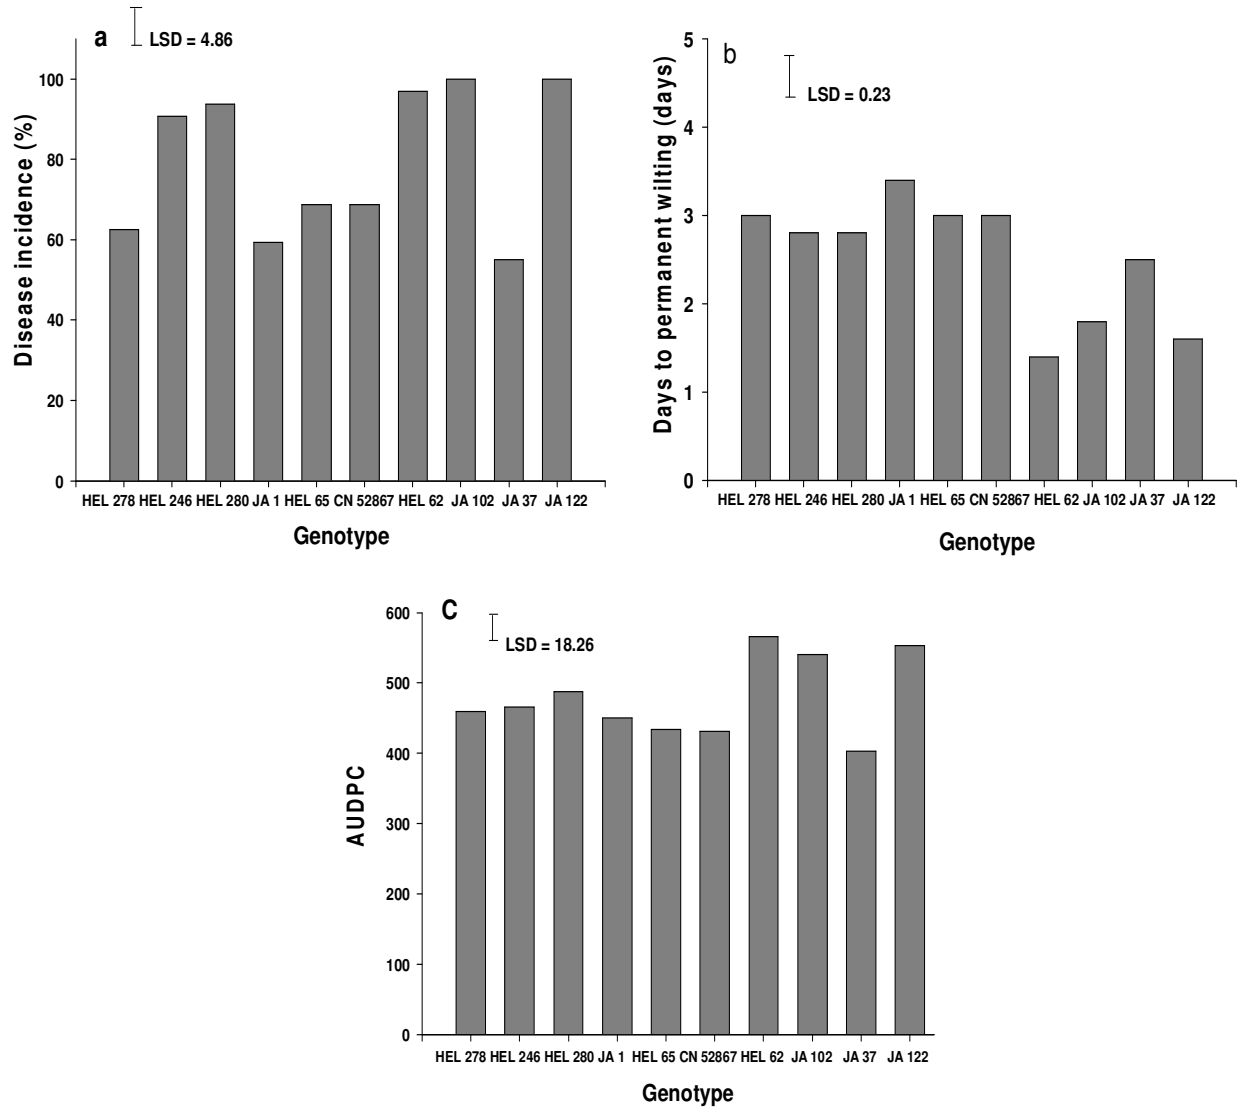 a
LSD = 4.86
Disease incidence (%)
100
80
60
40
20
0
HEL 278 HEL 246 HEL 280 JA 1 HEL 65 CN 52867 HEL 62 JA 102 JA 37 JA 122
Genotype
b
LSD = 0.23
Days to permanent wilting (days)
5
4
3
2
1
0
HEL 278 HEL 246 HEL 280 JA 1 HEL 65 CN 52867 HEL 62 JA 102 JA 37 JA 122
Genotype
C
LSD = 18.26
AUDPC
600
500
400
300
200
100
0
HEL 278 HEL 246 HEL 280 JA 1 HEL 65 CN 52867 HEL 62 JA 102 JA 37 JA 122
Genotype